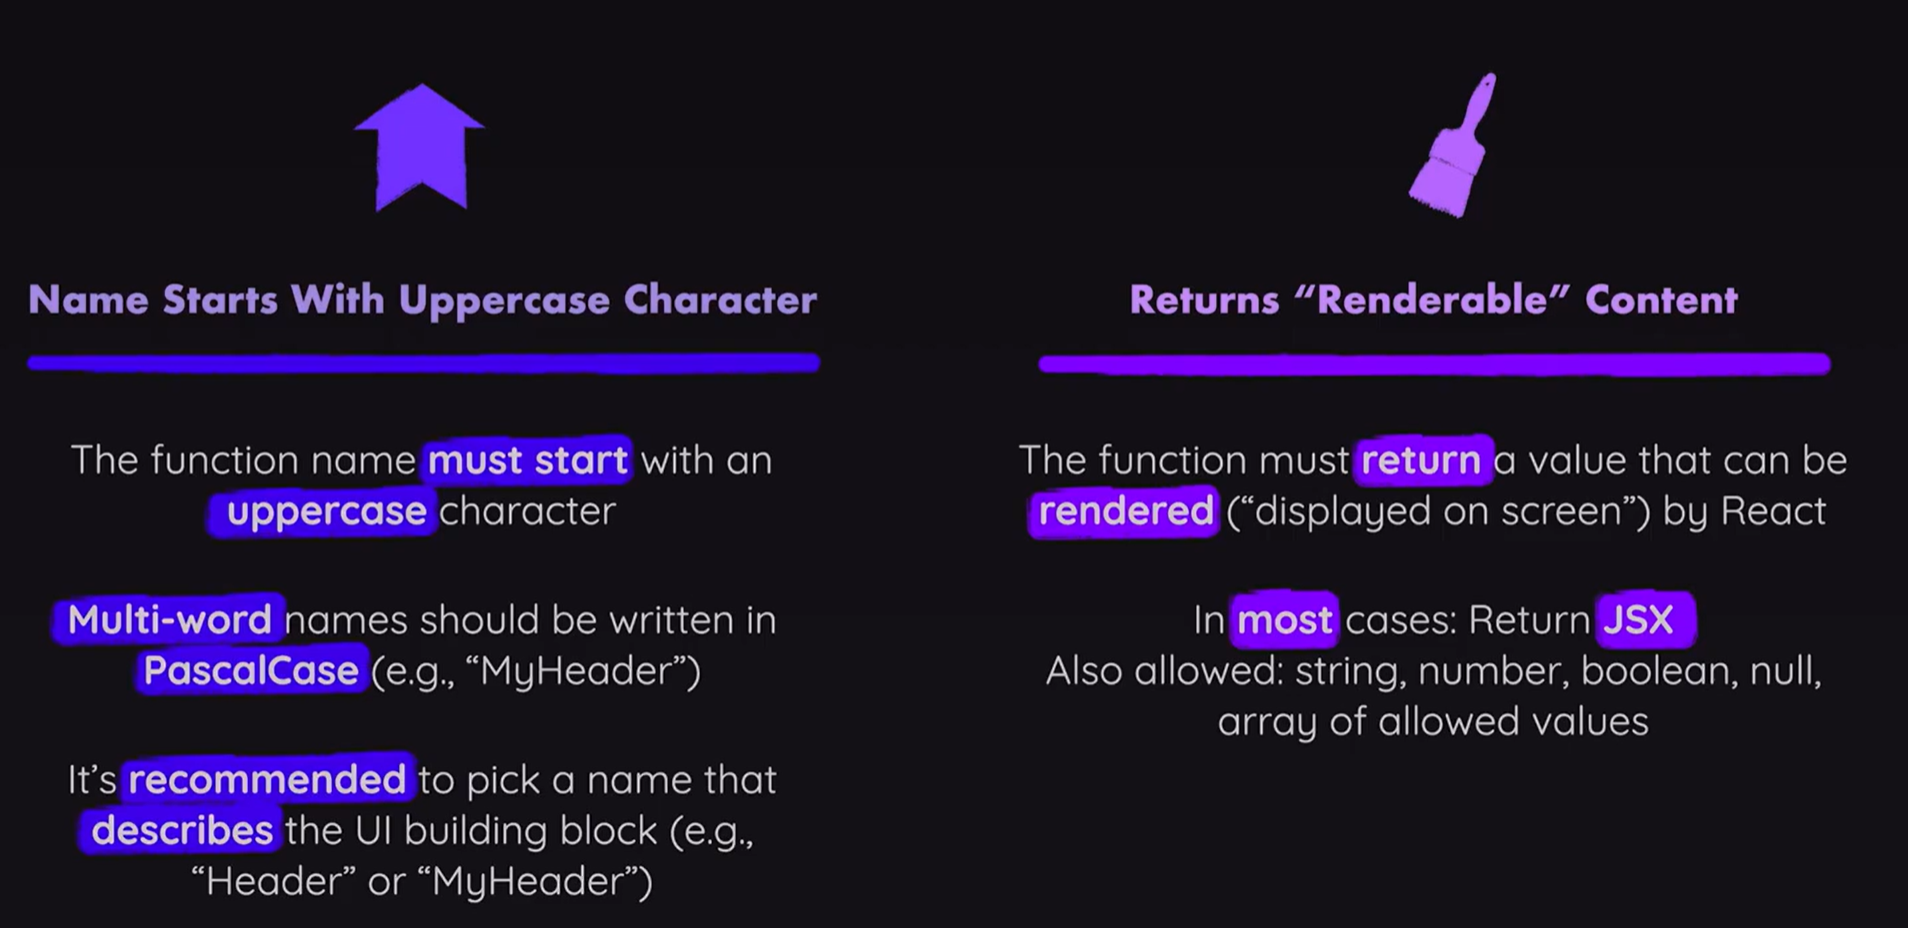 Name Starts With Uppercase Character
The function name must start with an
uppercase character
Multi-word names should be written in
PascalCase (e.g., “MyHeader”)
It’s recommended to pick a name that
describes the UI building block (e.g.,
“Header” or “MyHeader”)
Returns “Renderable” Content
The function must return a value that can be
rendered (“displayed on screen”) by React
In most cases: Return JSX
Also allowed: string, number, boolean, null,
array of allowed values